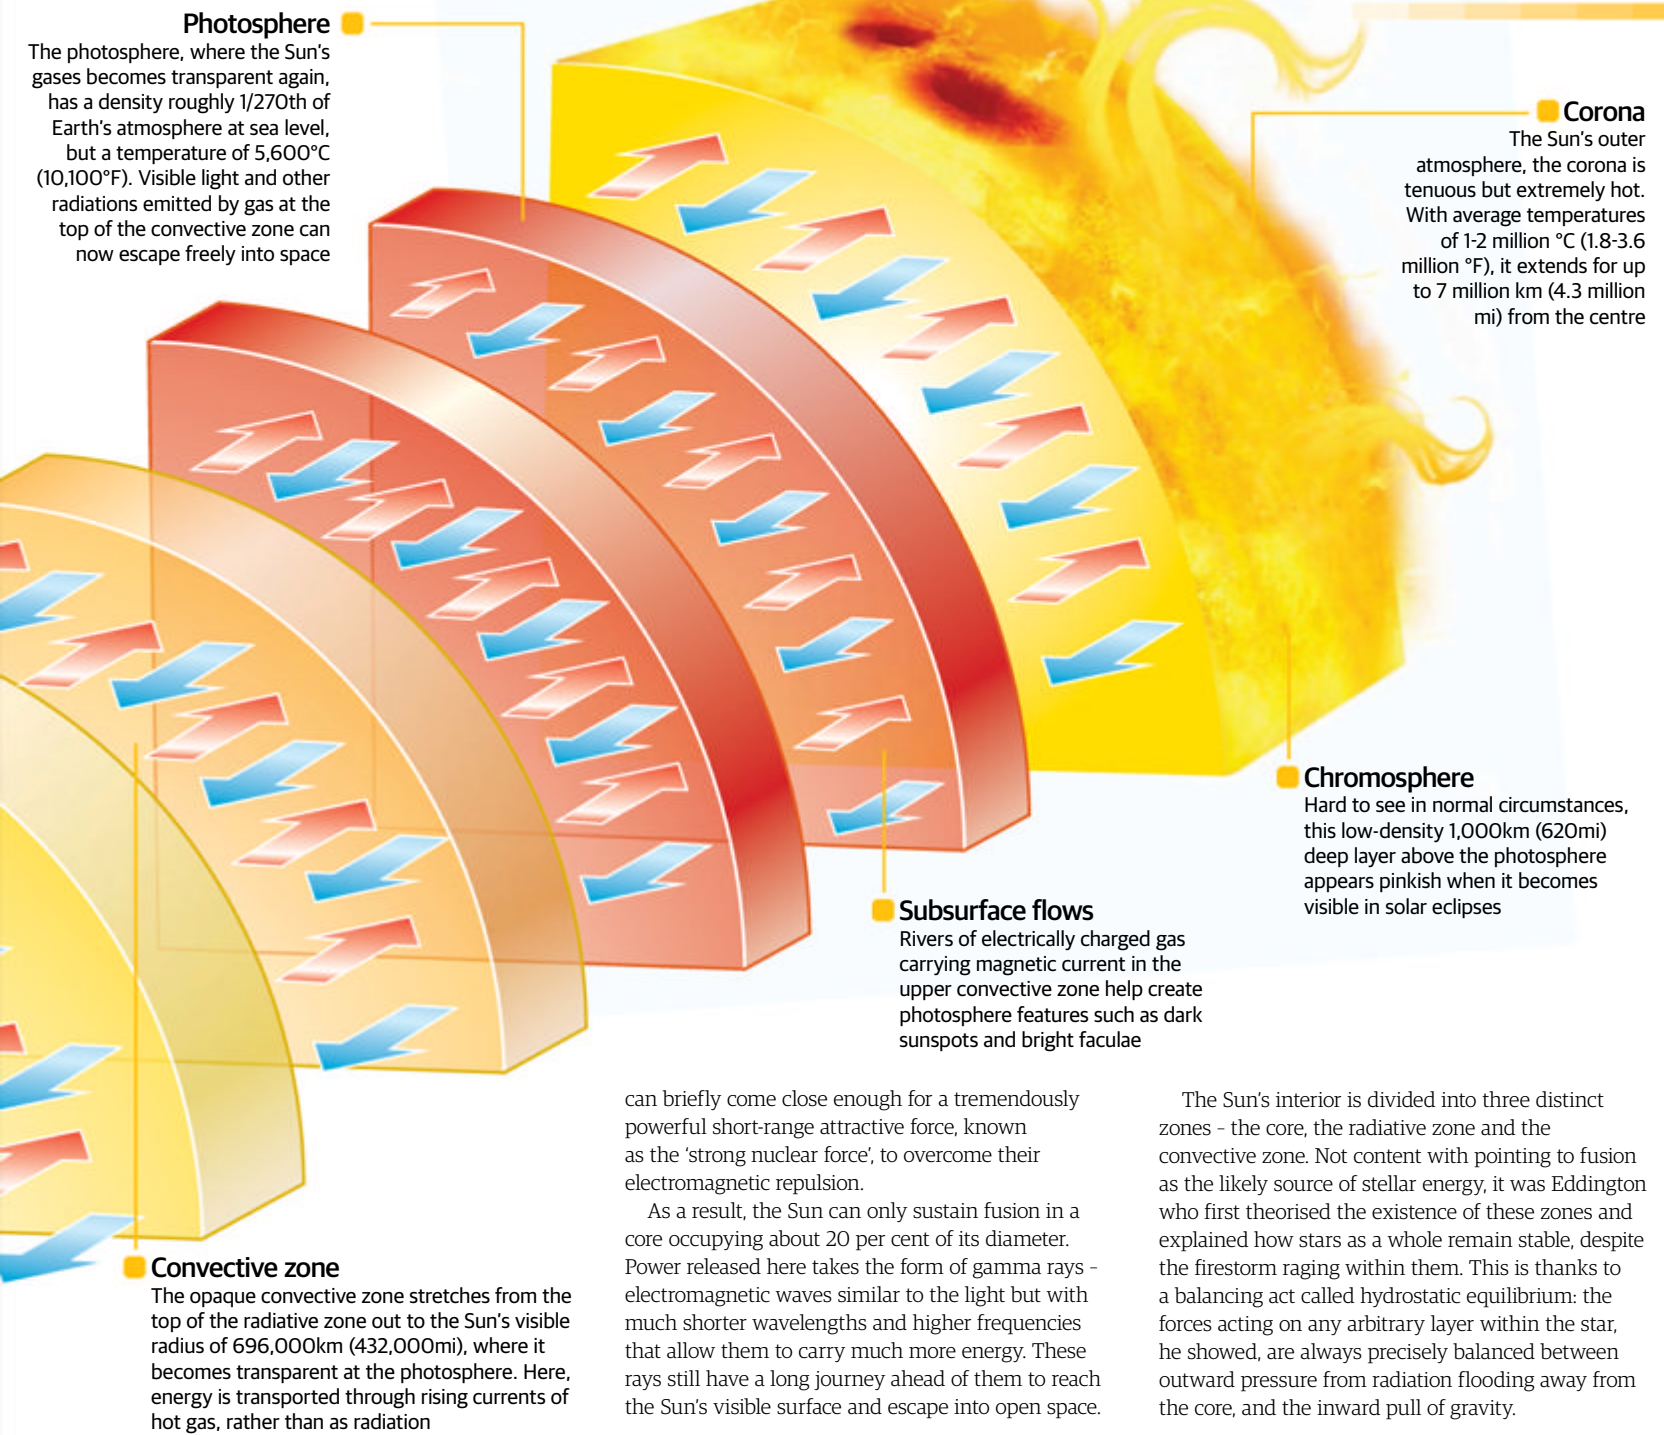 Photosphere
The photosphere, where the Sun's
gases becomes transparent again,
has a density roughly 1/270th of
Earth's atmosphere at sea level,
but a temperature of 5,600°C
(10,100°F). Visible light and other
radiations emitted by gas at the
top of the convective zone can
now escape freely into space
Corona
The Sun's outer
atmosphere, the corona is
tenuous but extremely hot.
With average temperatures
of 1-2 million °C (1.8-3.6
million °F), it extends for up
to 7 million km (4.3 million
mi) from the centre
Chromosphere
Hard to see in normal circumstances,
this low-density 1,000km (620mi)
deep layer above the photosphere
appears pinkish when it becomes
visible in solar eclipses
Subsurface flows
Rivers of electrically charged gas
carrying magnetic current in the
upper convective zone help create
photosphere features such as dark
sunspots and bright faculae
Convective zone
The opaque convective zone stretches from the
top of the radiative zone out to the Sun's visible
radius of 696,000km (432,000mi), where it
becomes transparent at the photosphere. Here,
energy is transported through rising currents of
hot gas, rather than as radiation
can briefly come close enough for a tremendously
powerful short-range attractive force, known
as the 'strong nuclear force', to overcome their
electromagnetic repulsion.
As a result, the Sun can only sustain fusion in a
core occupying about 20 per cent of its diameter.
Power released here takes the form of gamma rays –
electromagnetic waves similar to the light but with
much shorter wavelengths and higher frequencies
that allow them to carry much more energy. These
rays still have a long journey ahead of them to reach
the Sun's visible surface and escape into open space.
The Sun's interior is divided into three distinct
zones – the core, the radiative zone and the
convective zone. Not content with pointing to fusion
as the likely source of stellar energy, it was Eddington
who first theorised the existence of these zones and
explained how stars as a whole remain stable, despite
the firestorm raging within them. This is thanks to
a balancing act called hydrostatic equilibrium: the
forces acting on any arbitrary layer within the star,
he showed, are always precisely balanced between
outward pressure from radiation flooding away from
the core, and the inward pull of gravity.